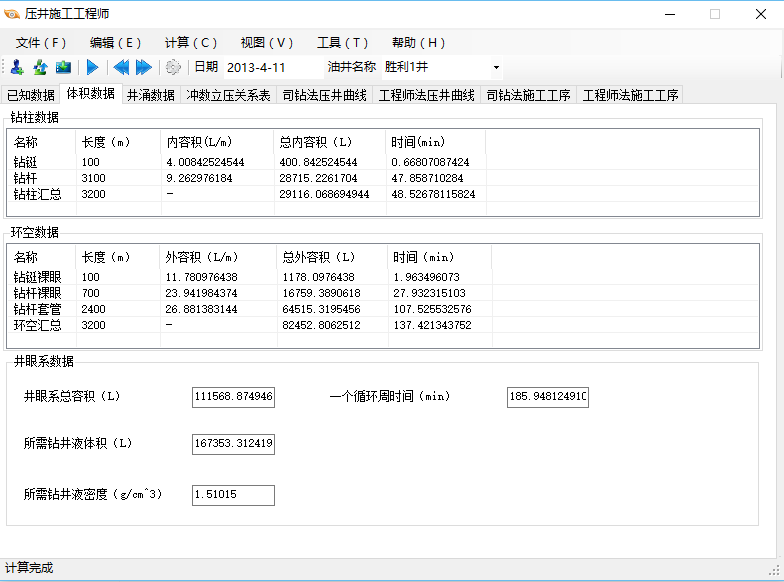 压井施工工程师
文件(F) 编辑(E) 计算(C) 视图(V) 工具(T) 帮助(H)
日期 2013-4-11 油井名称 胜利1井
已知数据 体积数据 井涌数据 冲数立压关系表 司钻法压井曲线 工程师法压井曲线 司钻法施工工序 工程师法施工工序
钻柱数据
名称 长度（m） 内容积(L/m) 总内容积（L） 时间(min)
钻铤 100 4.00842524544 400.842524544 0.66807087424
钻杆 3100 9.262976184 28715.2261704 47.858710284
钻柱汇总 3200 - 29116.068694944 48.52678115824
环空数据
名称 长度（m） 外容积（L/m） 总外容积（L） 时间（min）
钻铤裸眼 100 11.780976438 1178.0976438 1.963496073
钻杆裸眼 700 23.941984374 16759.3890618 27.932315103
钻杆套管 2400 26.881383144 64515.3195456 107.525532576
环空汇总 3200 - 82452.8062512 137.421343752
井眼系数据
井眼系总容积（L） 111568.874946 一个循环周时间（min） 185.948124910
所需钻井液体积（L） 167353.312419
所需钻井液密度（g/cm^3） 1.51015
计算完成